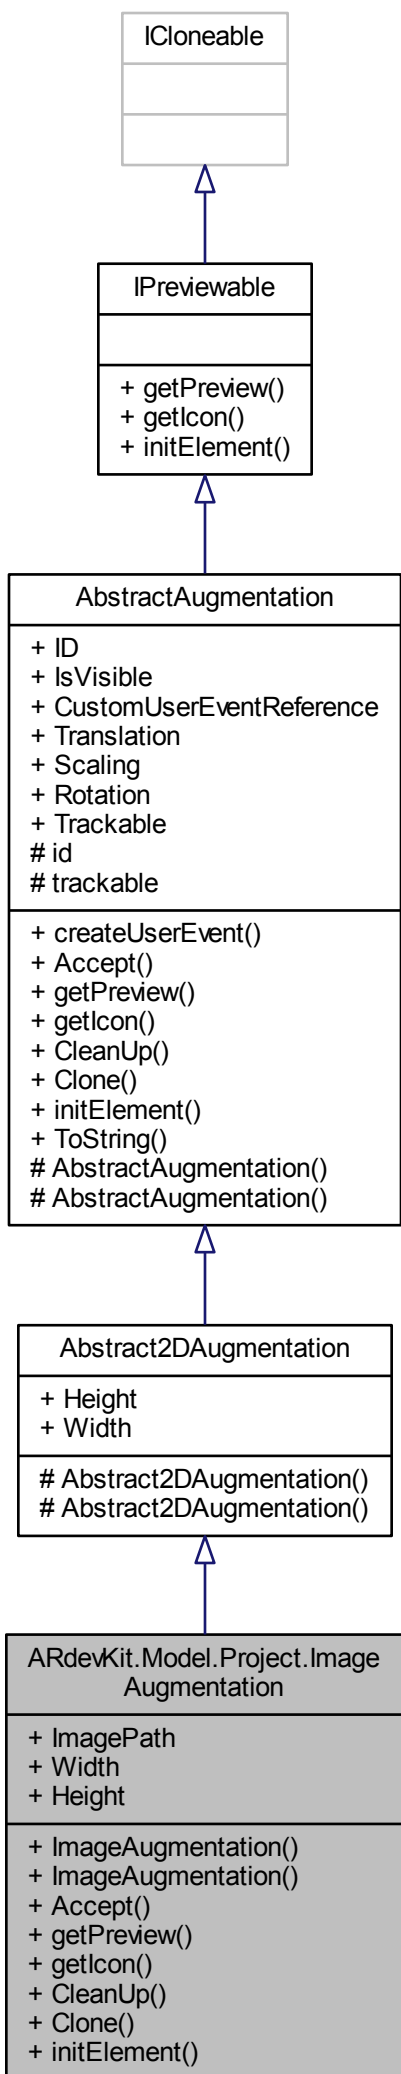 ICloneable
IPreviewable
+ getPreview()
+ getIcon()
+ initElement()
AbstractAugmentation
+ ID
+ IsVisible
+ CustomUserEventReference
+ Translation
+ Scaling
+ Rotation
+ Trackable
# id
# trackable
+ createUserEvent()
+ Accept()
+ getPreview()
+ getIcon()
+ CleanUp()
+ Clone()
+ initElement()
+ ToString()
# AbstractAugmentation()
# AbstractAugmentation()
Abstract2DAugmentation
+ Height
+ Width
# Abstract2DAugmentation()
# Abstract2DAugmentation()
ARdevKit.Model.Project.Image
Augmentation
+ ImagePath
+ Width
+ Height
+ ImageAugmentation()
+ ImageAugmentation()
+ Accept()
+ getPreview()
+ getIcon()
+ CleanUp()
+ Clone()
+ initElement()